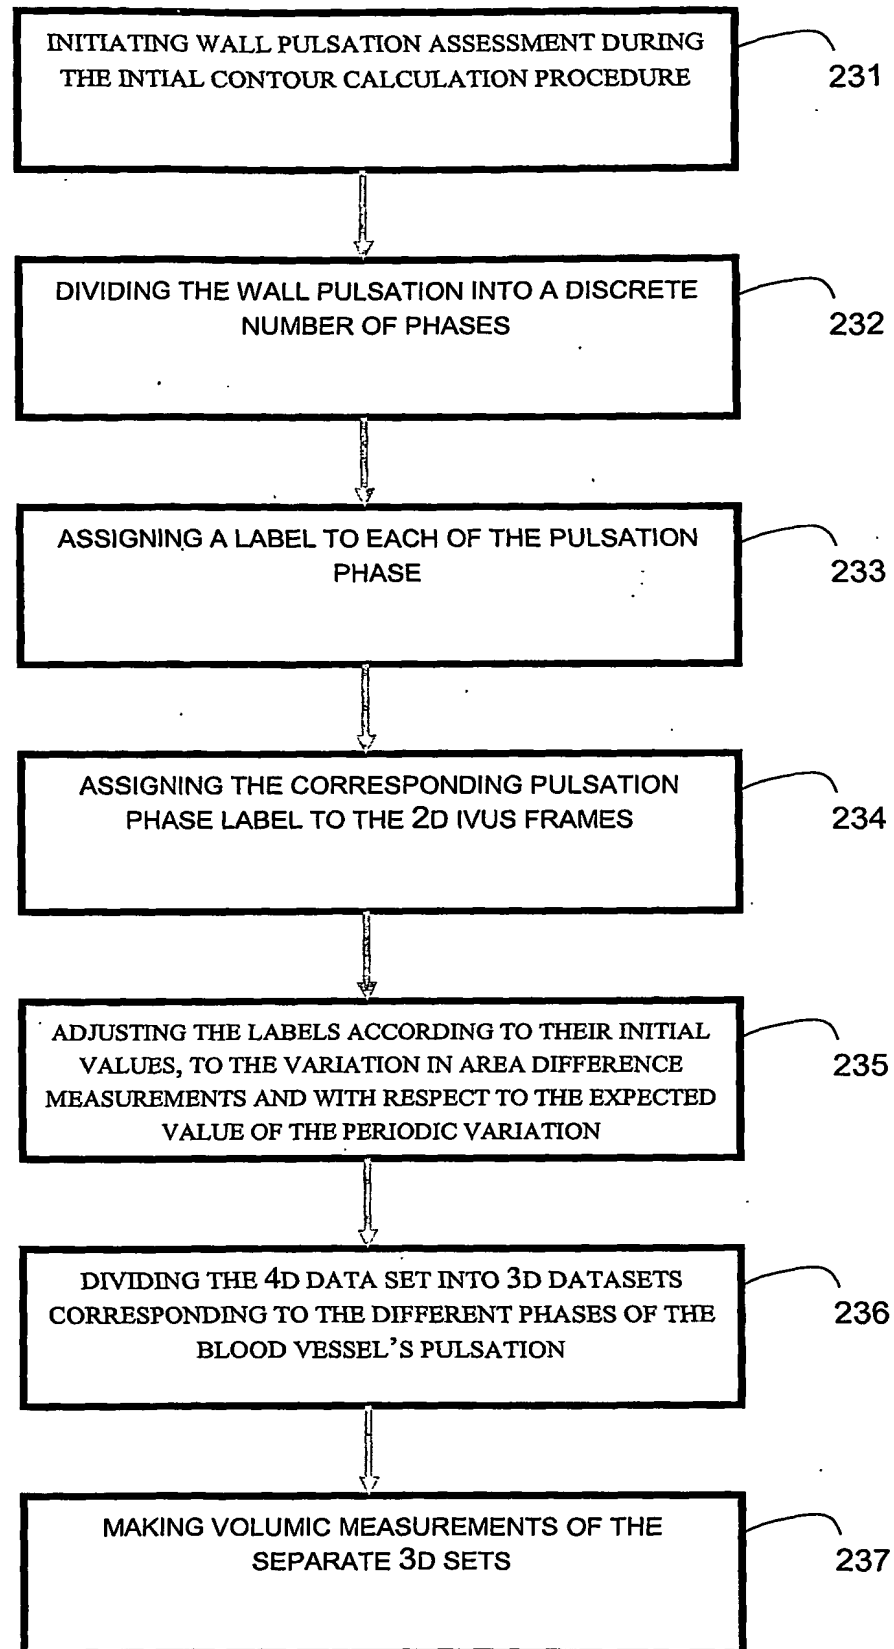 INITIATING WALL PULSATION ASSESSMENT DURING
THE INTIAL CONTOUR CALCULATION PROCEDURE
231
DIVIDING THE WALL PULSATION INTO A DISCRETE
NUMBER OF PHASES
232
ASSIGNING A LABEL TO EACH OF THE PULSATION
PHASE
233
ASSIGNING THE CORRESPONDING PULSATION
PHASE LABEL TO THE 2D IVUS FRAMES
234
ADJUSTING THE LABELS ACCORDING TO THEIR INITIAL
VALUES, TO THE VARIATION IN AREA DIFFERENCE
MEASUREMENTS AND WITH RESPECT TO THE EXPECTED
VALUE OF THE PERIODIC VARIATION
235
DIVIDING THE 4D DATA SET INTO 3D DATASETS
CORRESPONDING TO THE DIFFERENT PHASES OF THE
BLOOD VESSEL'S PULSATION
236
MAKING VOLUMIC MEASUREMENTS OF THE
SEPARATE 3D SETS
237